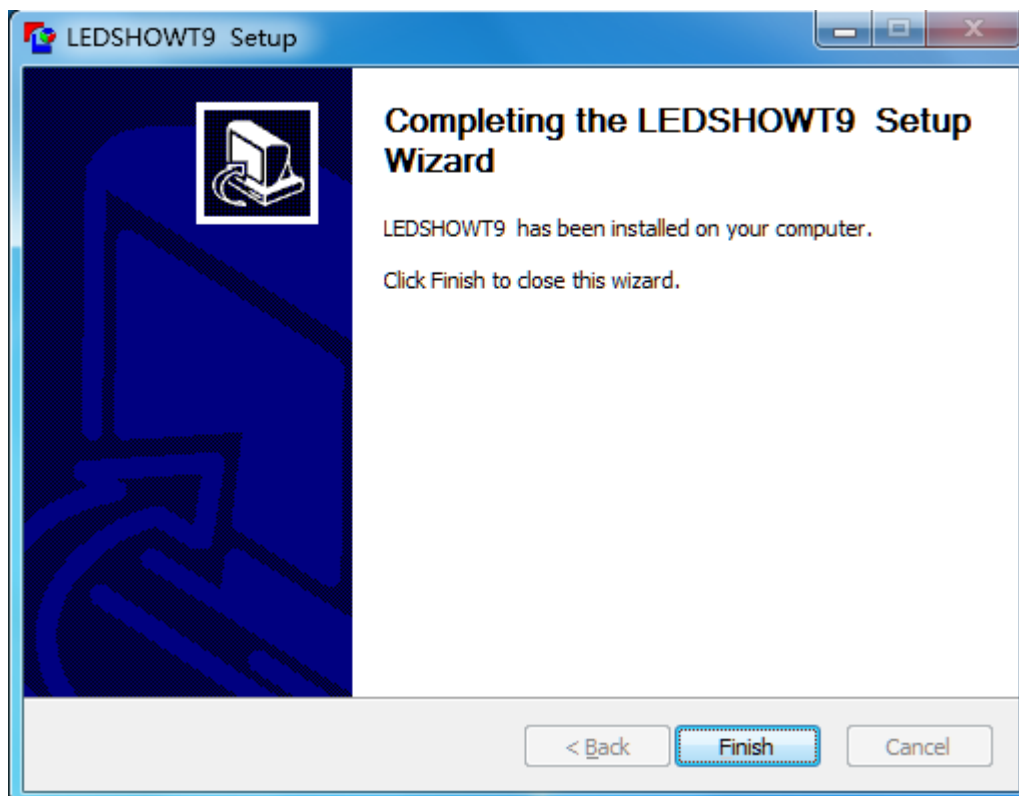 LEDSHOWT9  Setup
Completing the LEDSHOWT9  Setup
Wizard
LEDSHOWT9  has been installed on your computer.
Click Finish to close this wizard.
< Back
Finish
Cancel